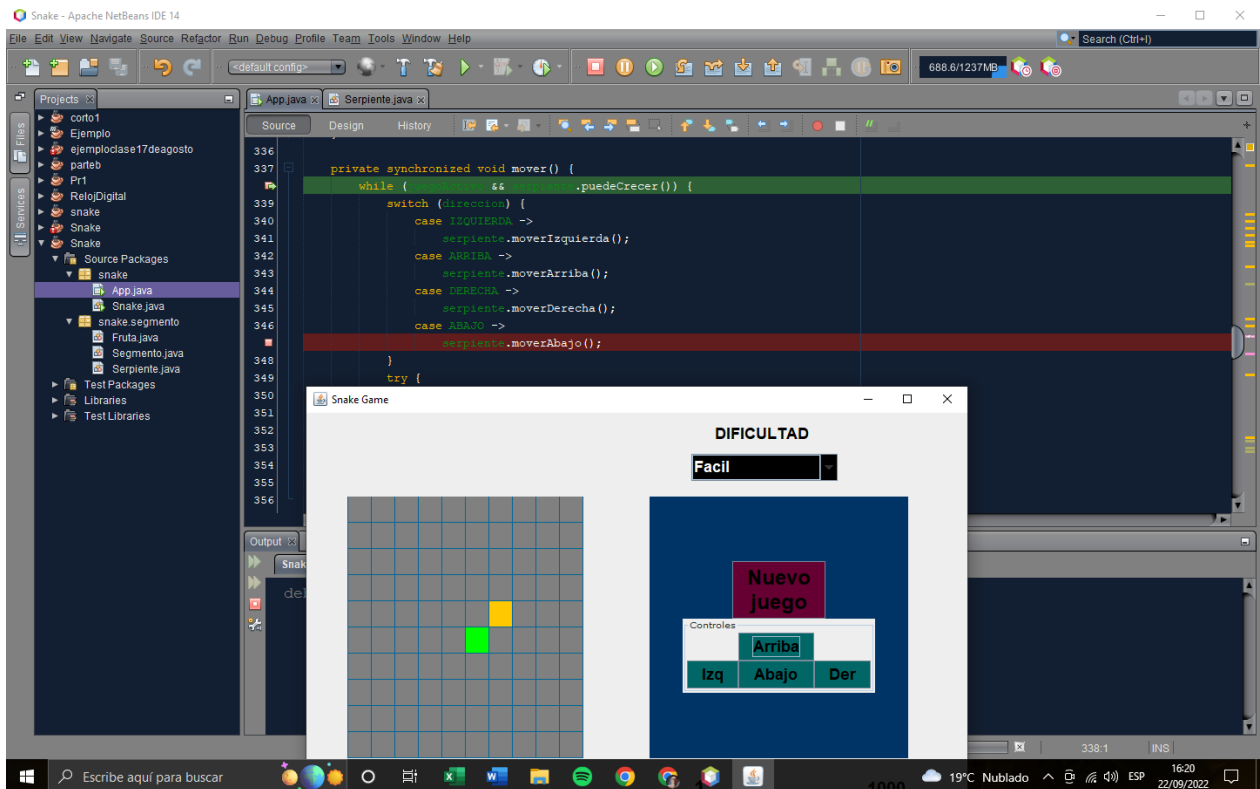 Snake - Apache NetBeans IDE 14
File Edit View Navigate Source Refactor Run Debug Profile Team Tools Window Help
Search (Ctrl+I)
<default config>
688.6/1237MB
Projects
App.java
Serpiente.java
Files
Services
corto1
Ejemplo
ejemploclase17deagosto
parteb
Pr1
RelojDigital
snake
Snake
Snake
Source Packages
snake
App.java
Snake.java
snake.segmento
Fruta.java
Segmento.java
Serpiente.java
Test Packages
Libraries
Test Libraries
Source Design History
336
337 private synchronized void mover() {
while ( && .puedeCrecer()) {
339 switch (direccion) {
340 case IZQUIERDA ->
341 serpiente.moverIzquierda();
342 case ARRIBA ->
343 serpiente.moverArriba();
344 case DERECHA ->
345 serpiente.moverDerecha();
346 case ABAJO ->
serpiente.moverAbajo();
348 }
349 try {
350
351
352
353
354
355
356
Snake Game
DIFICULTAD
Facil
Nuevo
juego
Controles
Arriba
Izq Abajo Der
Output
Snak
de
338:1 INS
Escribe aquí para buscar
1000
19°C Nublado
ESP
16:20
22/09/2022